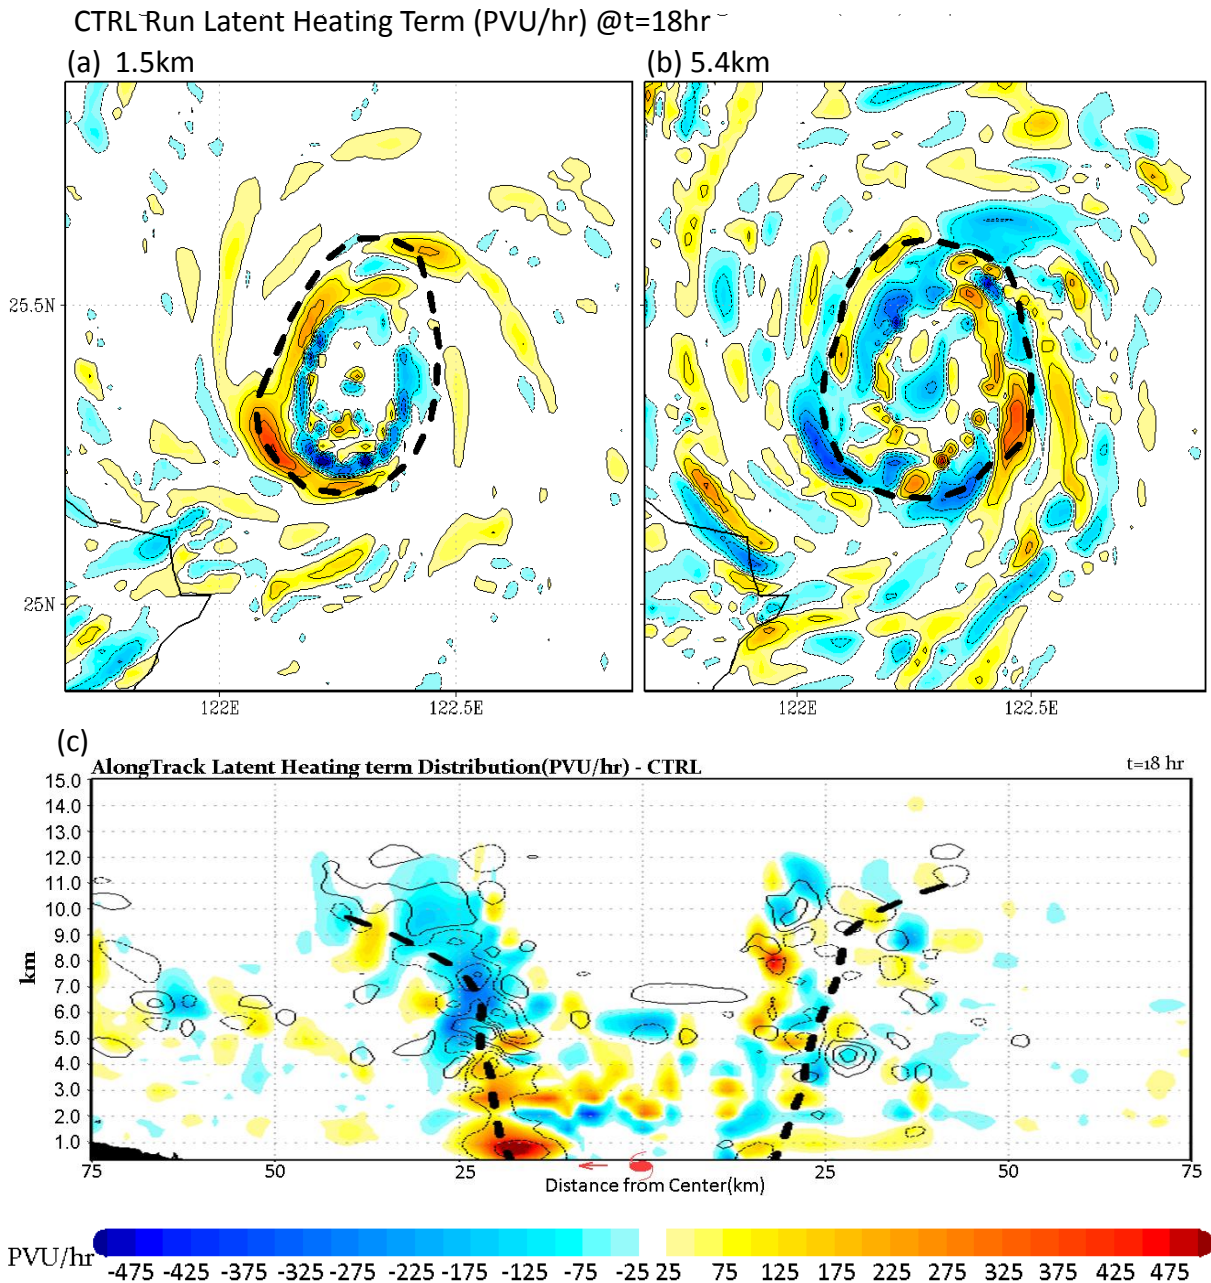 CTRL Run Latent Heating Term (PVU/hr) @t=18hr
(a) 1.5km
(b) 5.4km
25.5N
25N
122E
122.5E
122E
122.5E
(c)
AlongTrack Latent Heating term Distribution(PVU/hr) - CTRL
t=18 hr
15.0
14.0
13.0
12.0
11.0
10.0
9.0
8.0
7.0
6.0
5.0
4.0
3.0
2.0
1.0
km
75 50 25 25 50 75
Distance from Center(km)
PVU/hr
-475 -425 -375 -325 -275 -225 -175 -125 -75 -25 25 75 125 175 225 275 325 375 425 475